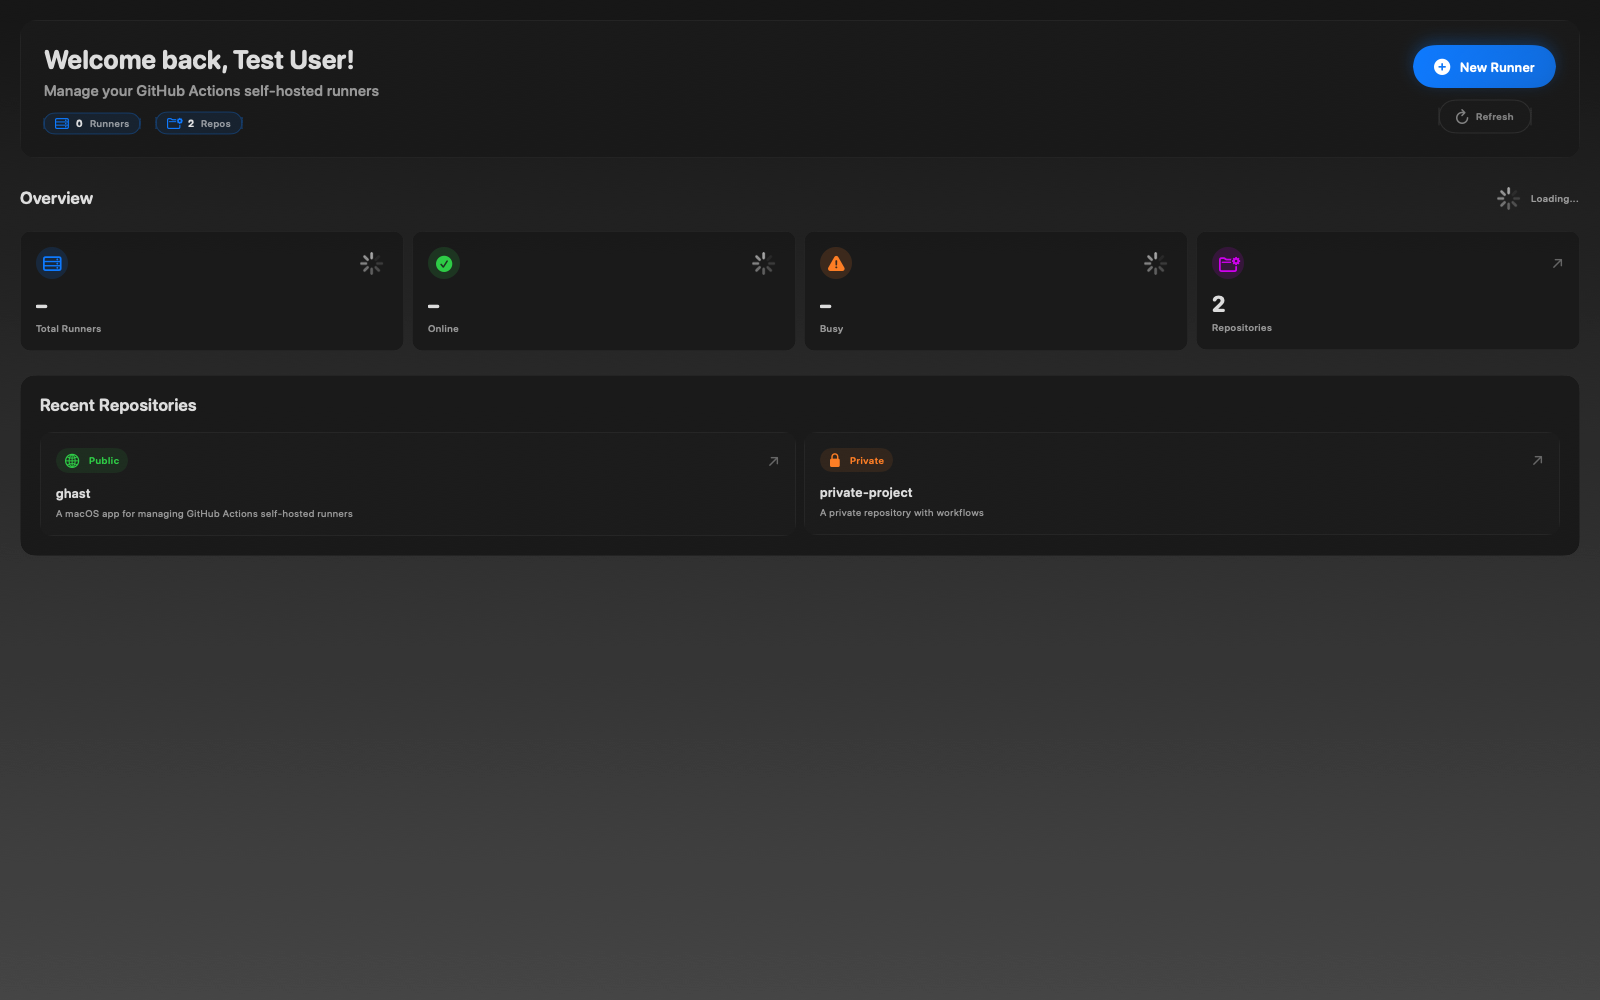 Welcome back, Test User!
Manage your GitHub Actions self-hosted runners
0 Runners
2 Repos
New Runner
Refresh
Overview
Loading...
–
Total Runners
–
Online
–
Busy
2
Repositories
Recent Repositories
Public
ghast
A macOS app for managing GitHub Actions self-hosted runners
Private
private-project
A private repository with workflows